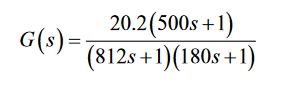 G(s) = 20.2(500s+1) / (812s+1)(180s+1)